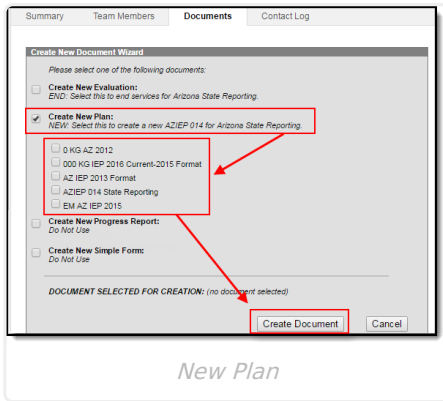 Summary Team Members Documents Contact Log
Create New Document Wizard
Please select one of the following documents:
Create New Evaluation:
END: Select this to end services for Arizona State Reporting.
Create New Plan:
NEW: Select this to create a new AZIEP 014 for Arizona State Reporting.
0 KG AZ 2012
000 KG IEP 2016 Current-2015 Format
AZ IEP 2013 Format
AZIEP 014 State Reporting
EM AZ IEP 2015
Create New Progress Report:
Do Not Use
Create New Simple Form:
Do Not Use
DOCUMENT SELECTED FOR CREATION: (no document selected)
Create Document Cancel
New Plan